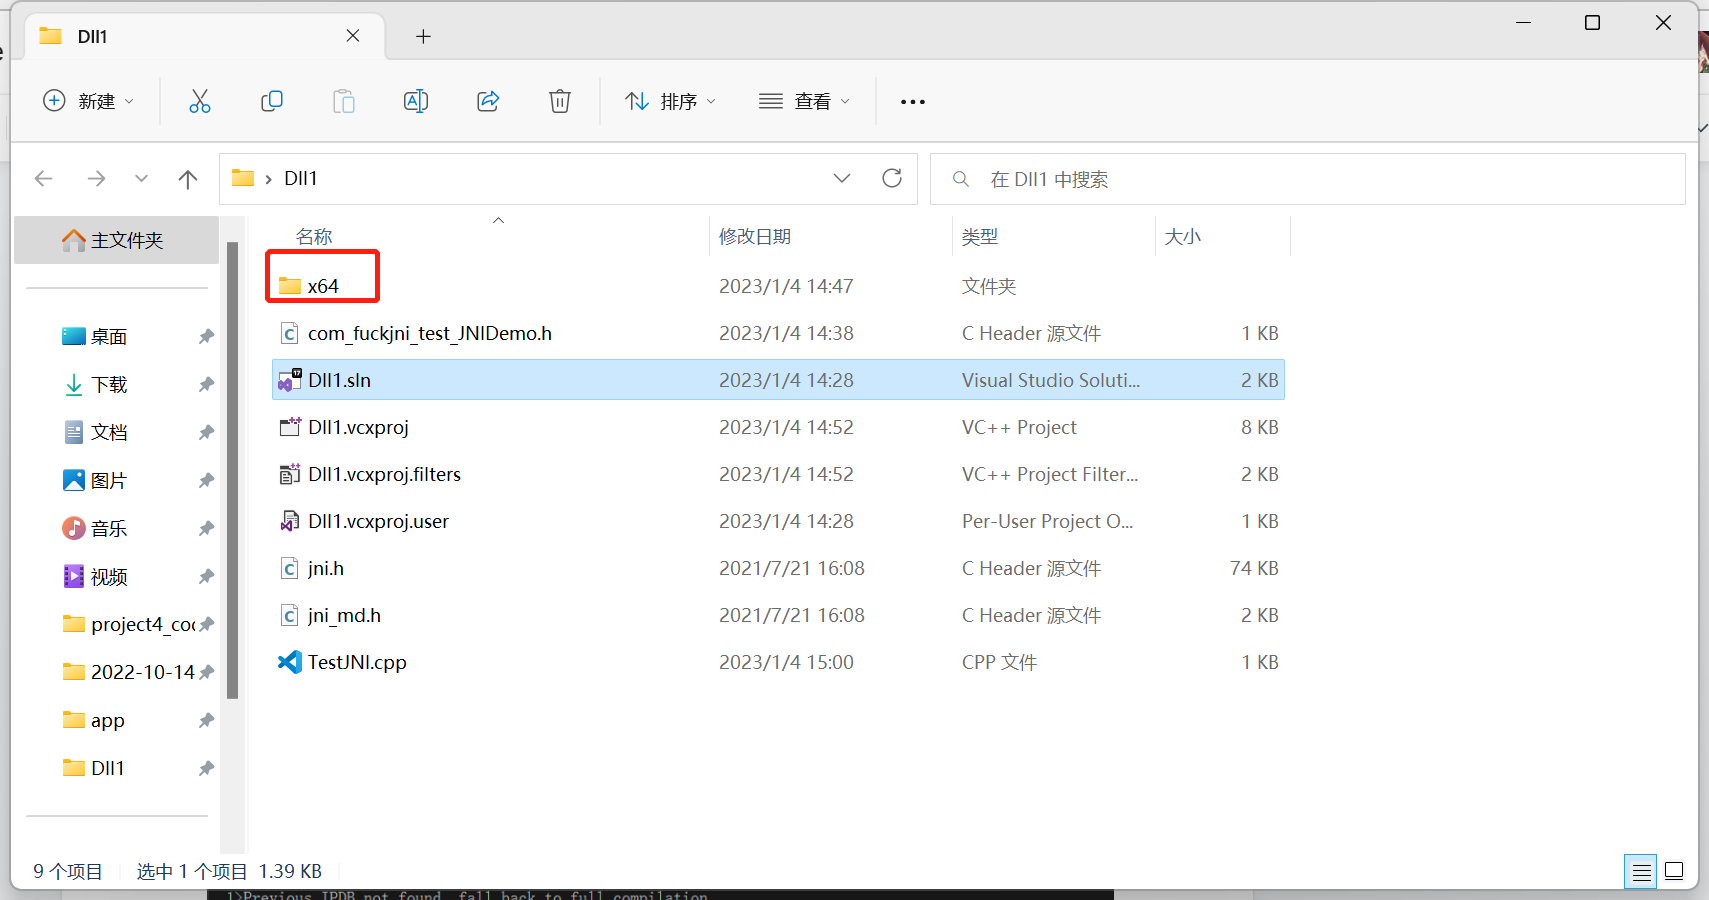 Dll1
新建
排序
查看
Dll1
在 Dll1 中搜索
主文件夹
桌面
下载
文档
图片
音乐
视频
project4_coc
2022-10-14
app
Dll1
名称 修改日期 类型 大小
x64 2023/1/4 14:47 文件夹
com_fuckjni_test_JNIDemo.h 2023/1/4 14:38 C Header 源文件 1 KB
Dll1.sln 2023/1/4 14:28 Visual Studio Soluti... 2 KB
Dll1.vcxproj 2023/1/4 14:52 VC++ Project 8 KB
Dll1.vcxproj.filters 2023/1/4 14:52 VC++ Project Filter... 2 KB
Dll1.vcxproj.user 2023/1/4 14:28 Per-User Project O... 1 KB
jni.h 2021/7/21 16:08 C Header 源文件 74 KB
jni_md.h 2021/7/21 16:08 C Header 源文件 2 KB
TestJNI.cpp 2023/1/4 15:00 CPP 文件 1 KB
9 个项目 选中 1 个项目 1.39 KB
1>Previous IPDB not found, fall back to full compilation.